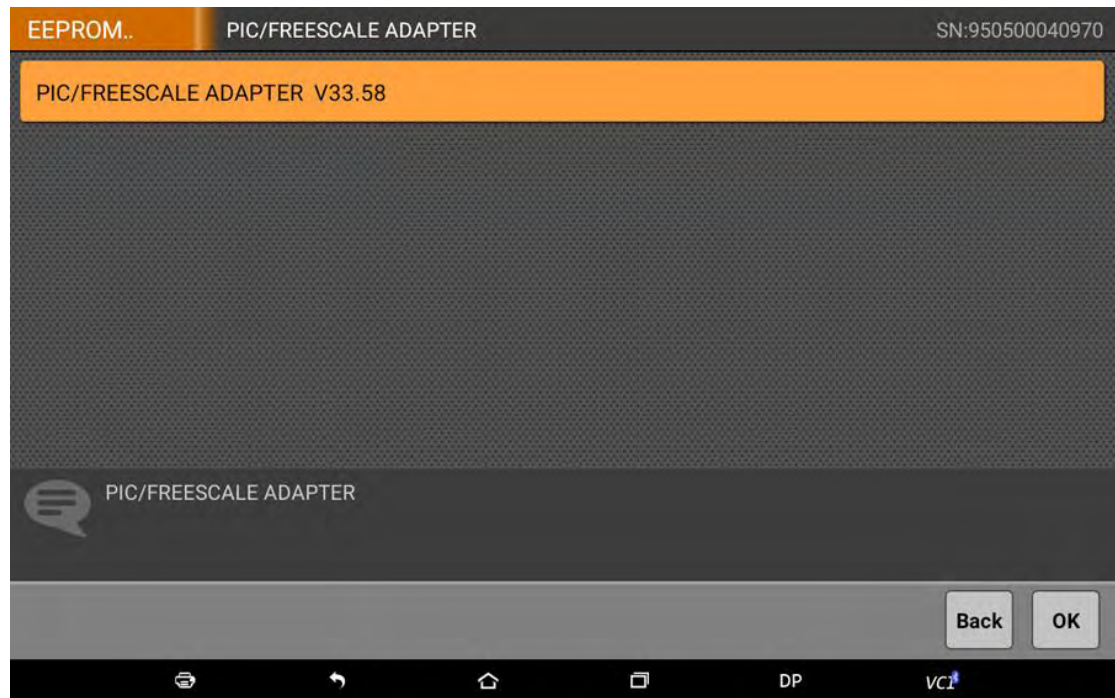 EEPROM.. PIC/FREESCALE ADAPTER SN:950500040970
PIC/FREESCALE ADAPTER V33.58
PIC/FREESCALE ADAPTER
Back OK
DP VCI